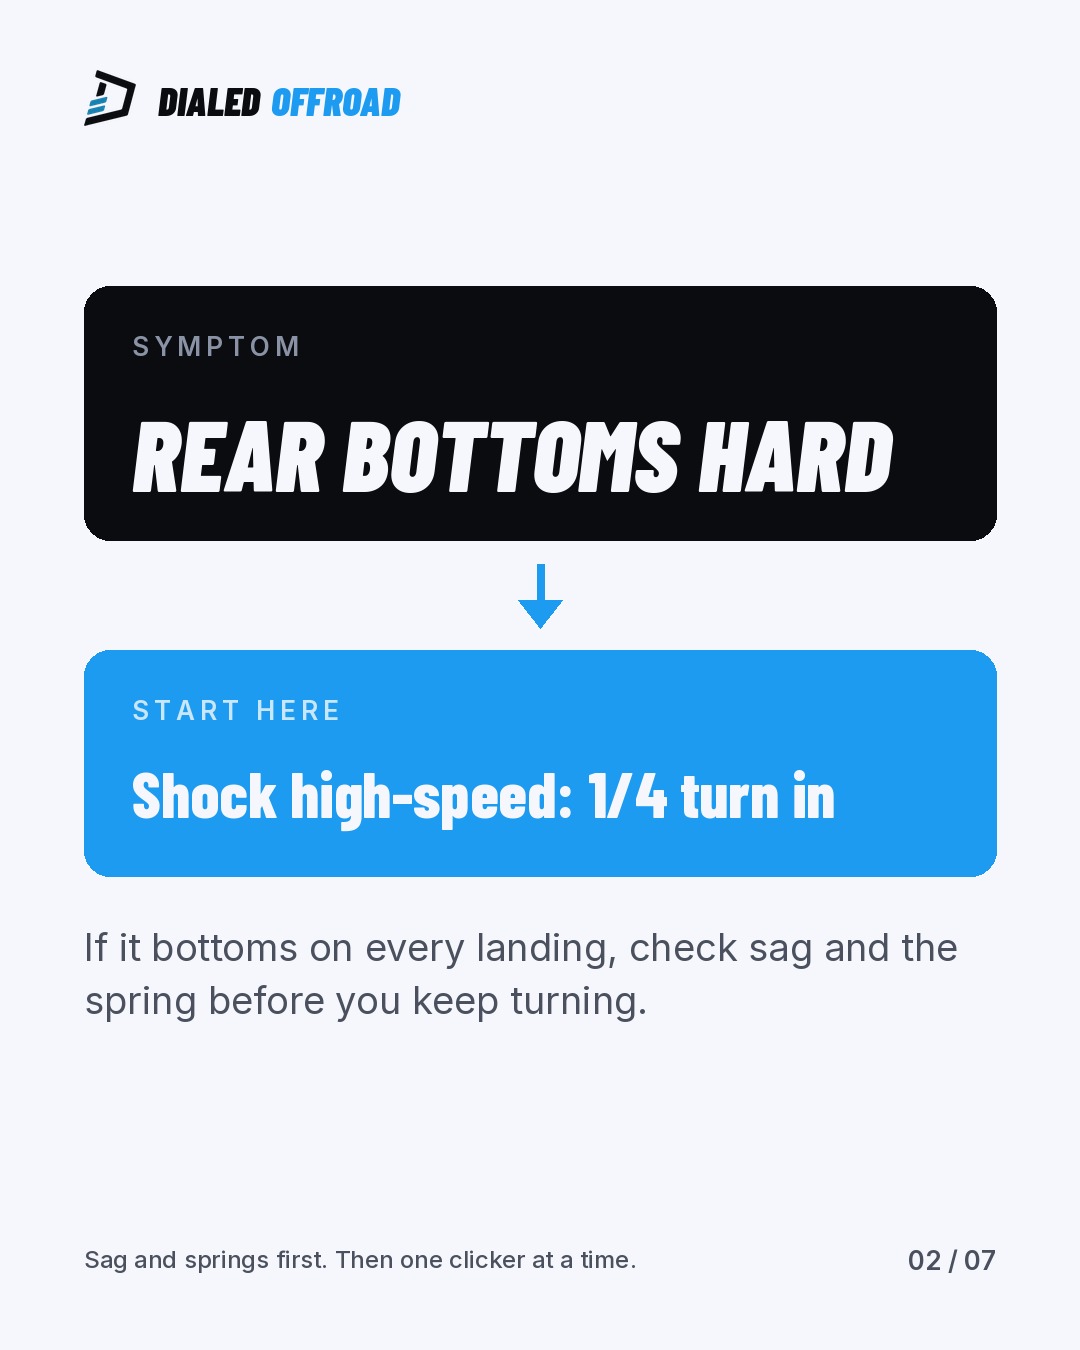 DIALED OFFROAD
SYMPTOM
REAR BOTTOMS HARD
START HERE
Shock high-speed: 1/4 turn in
If it bottoms on every landing, check sag and the
spring before you keep turning.
Sag and springs first. Then one clicker at a time.
02 / 07